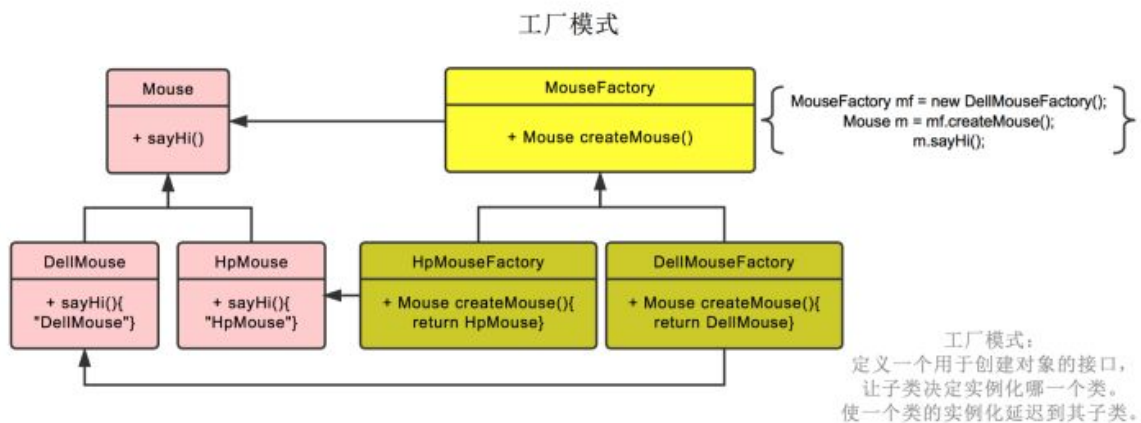 工厂模式
Mouse
+ sayHi()
MouseFactory
+ Mouse createMouse()
MouseFactory mf = new DellMouseFactory();
Mouse m = mf.createMouse();
m.sayHi();
DellMouse
+ sayHi(){
"DellMouse"}
HpMouse
+ sayHi(){
"HpMouse"}
HpMouseFactory
+ Mouse createMouse(){
return HpMouse}
DellMouseFactory
+ Mouse createMouse(){
return DellMouse}
工厂模式：
定义一个用于创建对象的接口，
让子类决定实例化哪一个类。
使一个类的实例化延迟到其子类。